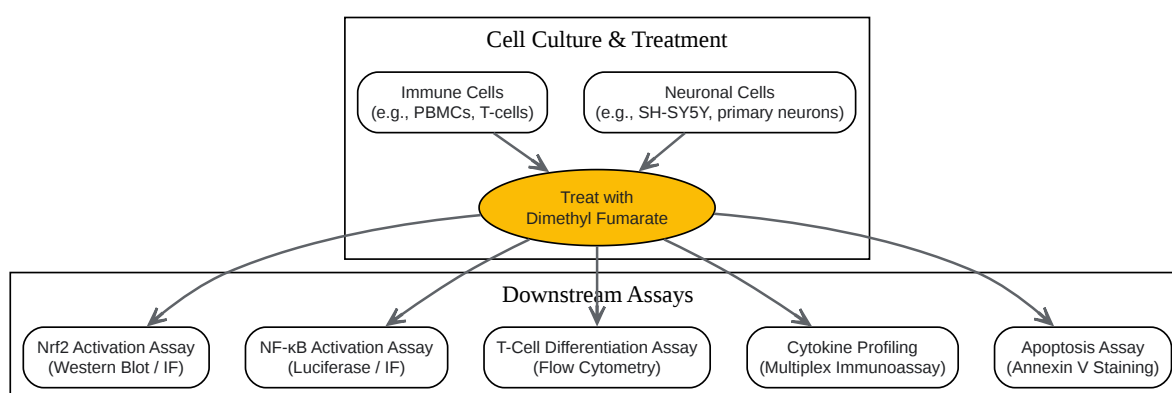 Cell Culture & Treatment
Immune Cells
(e.g., PBMCs, T-cells)
Neuronal Cells
(e.g., SH-SY5Y, primary neurons)
Treat with
Dimethyl Fumarate
Downstream Assays
Nrf2 Activation Assay
(Western Blot / IF)
NF-κB Activation Assay
(Luciferase / IF)
T-Cell Differentiation Assay
(Flow Cytometry)
Cytokine Profiling
(Multiplex Immunoassay)
Apoptosis Assay
(Annexin V Staining)